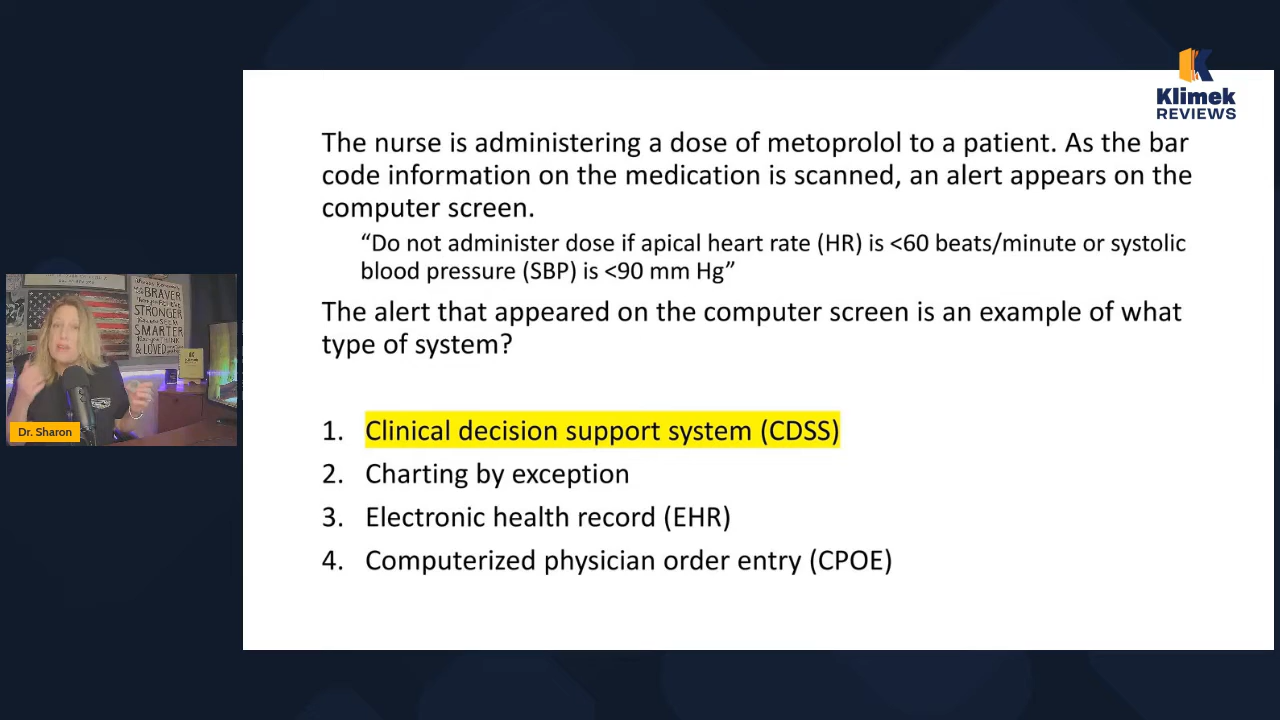 Klimek
REVIEWS
The nurse is administering a dose of metoprolol to a patient. As the bar
code information on the medication is scanned, an alert appears on the
computer screen.
“Do not administer dose if apical heart rate (HR) is <60 beats/minute or systolic
blood pressure (SBP) is <90 mm Hg”
The alert that appeared on the computer screen is an example of what
type of system?
1. Clinical decision support system (CDSS)
2. Charting by exception
3. Electronic health record (EHR)
4. Computerized physician order entry (CPOE)
BRAVER
STRONGER
SMARTER
& LOVED
Dr. Sharon